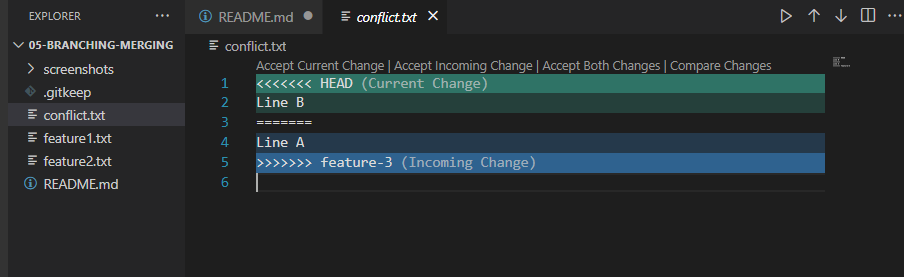 EXPLORER
05-BRANCHING-MERGING
screenshots
.gitkeep
conflict.txt
feature1.txt
feature2.txt
README.md
README.md
conflict.txt
conflict.txt
Accept Current Change | Accept Incoming Change | Accept Both Changes | Compare Changes
1 <<<<<<< HEAD (Current Change)
2 Line B
3 =======
4 Line A
5 >>>>>>> feature-3 (Incoming Change)
6